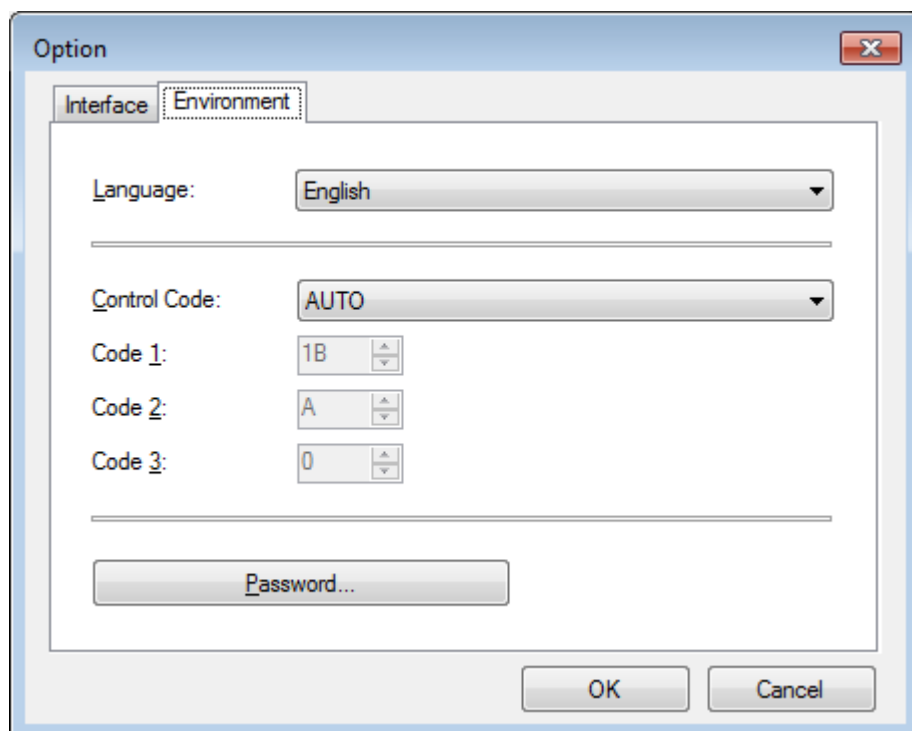 Option
Interface Environment
Language: English
Control Code: AUTO
Code 1: 1B
Code 2: A
Code 3: 0
Password...
OK Cancel